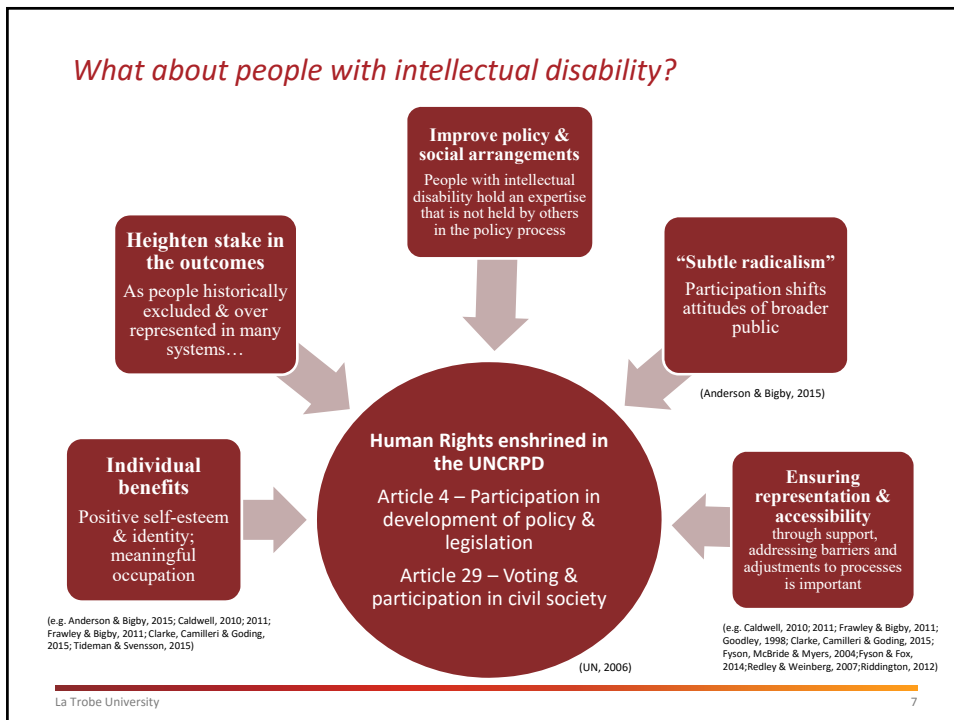 What about people with intellectual disability?
Improve policy &
social arrangements
People with intellectual
disability hold an expertise
that is not held by others
in the policy process
Heighten stake in
the outcomes
As people historically
excluded & over
represented in many
systems…
“Subtle radicalism”
Participation shifts
attitudes of broader
public
(Anderson & Bigby, 2015)
Individual
benefits
Positive self-esteem
& identity;
meaningful
occupation
(e.g. Anderson & Bigby, 2015; Caldwell, 2010; 2011;
Frawley & Bigby, 2011; Clarke, Camilleri & Goding,
2015; Tideman & Svensson, 2015)
Human Rights enshrined in
the UNCRPD
Article 4 – Participation in
development of policy &
legislation
Article 29 – Voting &
participation in civil society
(UN, 2006)
Ensuring
representation &
accessibility
through support,
addressing barriers and
adjustments to processes
is important
(e.g. Caldwell, 2010; 2011; Frawley & Bigby, 2011;
Goodley, 1998; Clarke, Camilleri & Goding, 2015;
Fyson, McBride & Myers, 2004;Fyson & Fox,
2014;Redley & Weinberg, 2007;Riddington, 2012)
La Trobe University
7